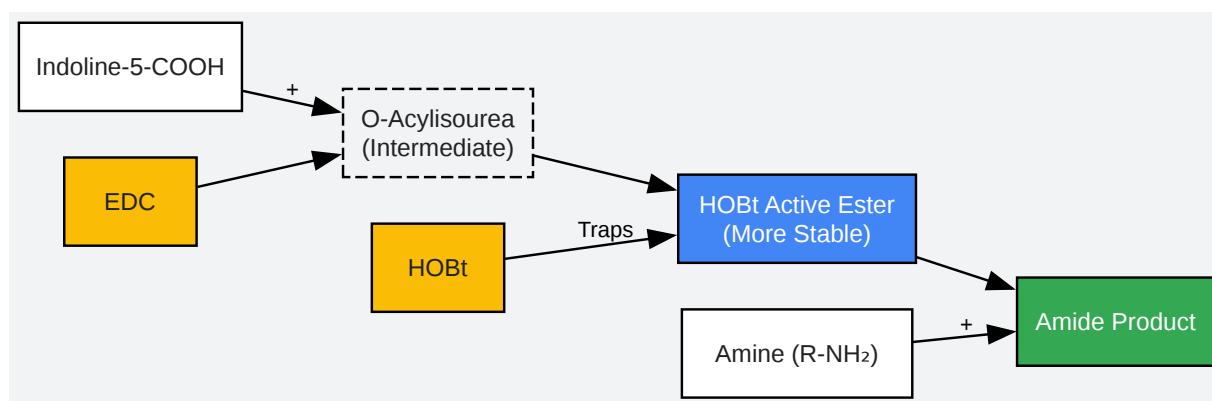 Indoline-5-COOH
+
O-Acylisourea
(Intermediate)
EDC
HOBt
Traps
HOBt Active Ester
(More Stable)
Amine (R-NH₂)
+
Amide Product